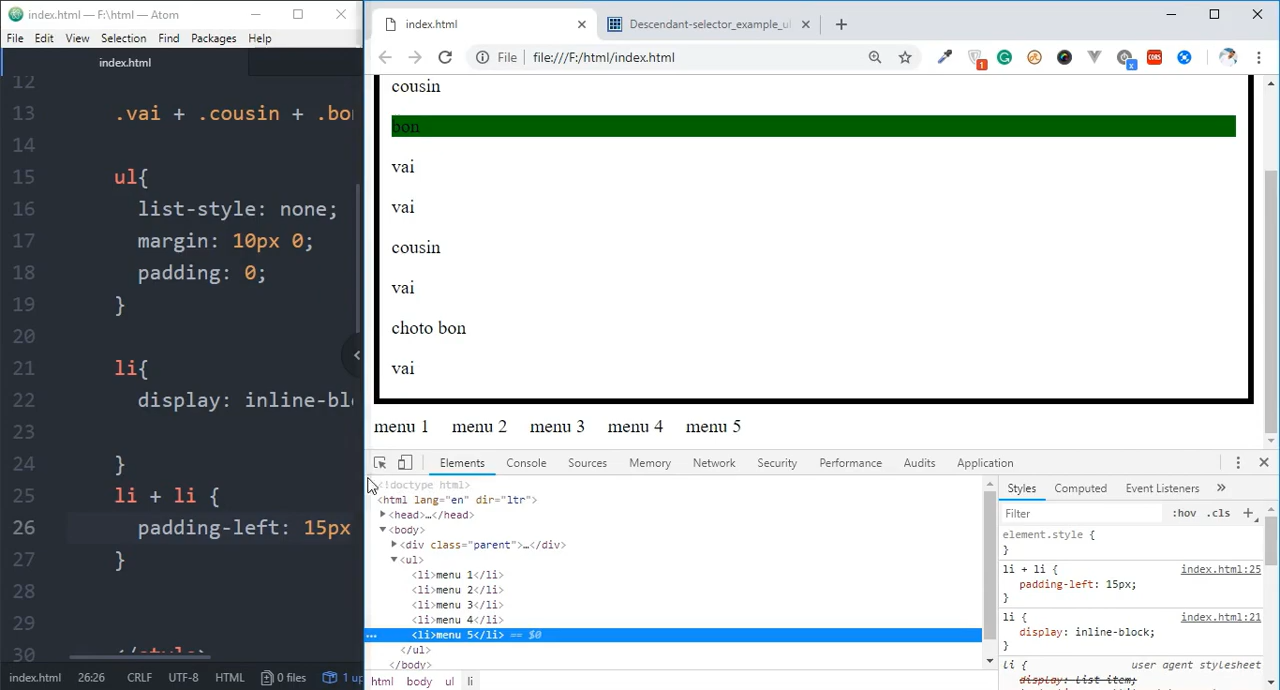 index.html — F:\html — Atom
File Edit View Selection Find Packages Help
index.html
12
13 .vai + .cousin + .bo
14
15 ul{
16 list-style: none;
17 margin: 10px 0;
18 padding: 0;
19 }
20
21 li{
22 display: inline-bl
23
24 }
25 li + li {
26 padding-left: 15px
27 }
28
29
30 </style>
index.html 26:26 CRLF UTF-8 HTML 0 files 1 up
index.html
Descendant-selector_example_ul
File file:///F:/html/index.html
1
x
CORS
cousin
bon
vai
vai
cousin
vai
choto bon
vai
menu 1 menu 2 menu 3 menu 4 menu 5
Elements Console Sources Memory Network Security Performance Audits Application
<!doctype html>
<html lang="en" dir="ltr">
<head>…</head>
<body>
<div class="parent">…</div>
<ul>
<li>menu 1</li>
<li>menu 2</li>
<li>menu 3</li>
<li>menu 4</li>
... <li>menu 5</li> == $0
</ul>
</body>
html body ul li
Styles Computed Event Listeners »
Filter :hov .cls +
element.style {
}
li + li { index.html:25
padding-left: 15px;
}
li { index.html:21
display: inline-block;
}
li { user agent stylesheet
display: list-item;